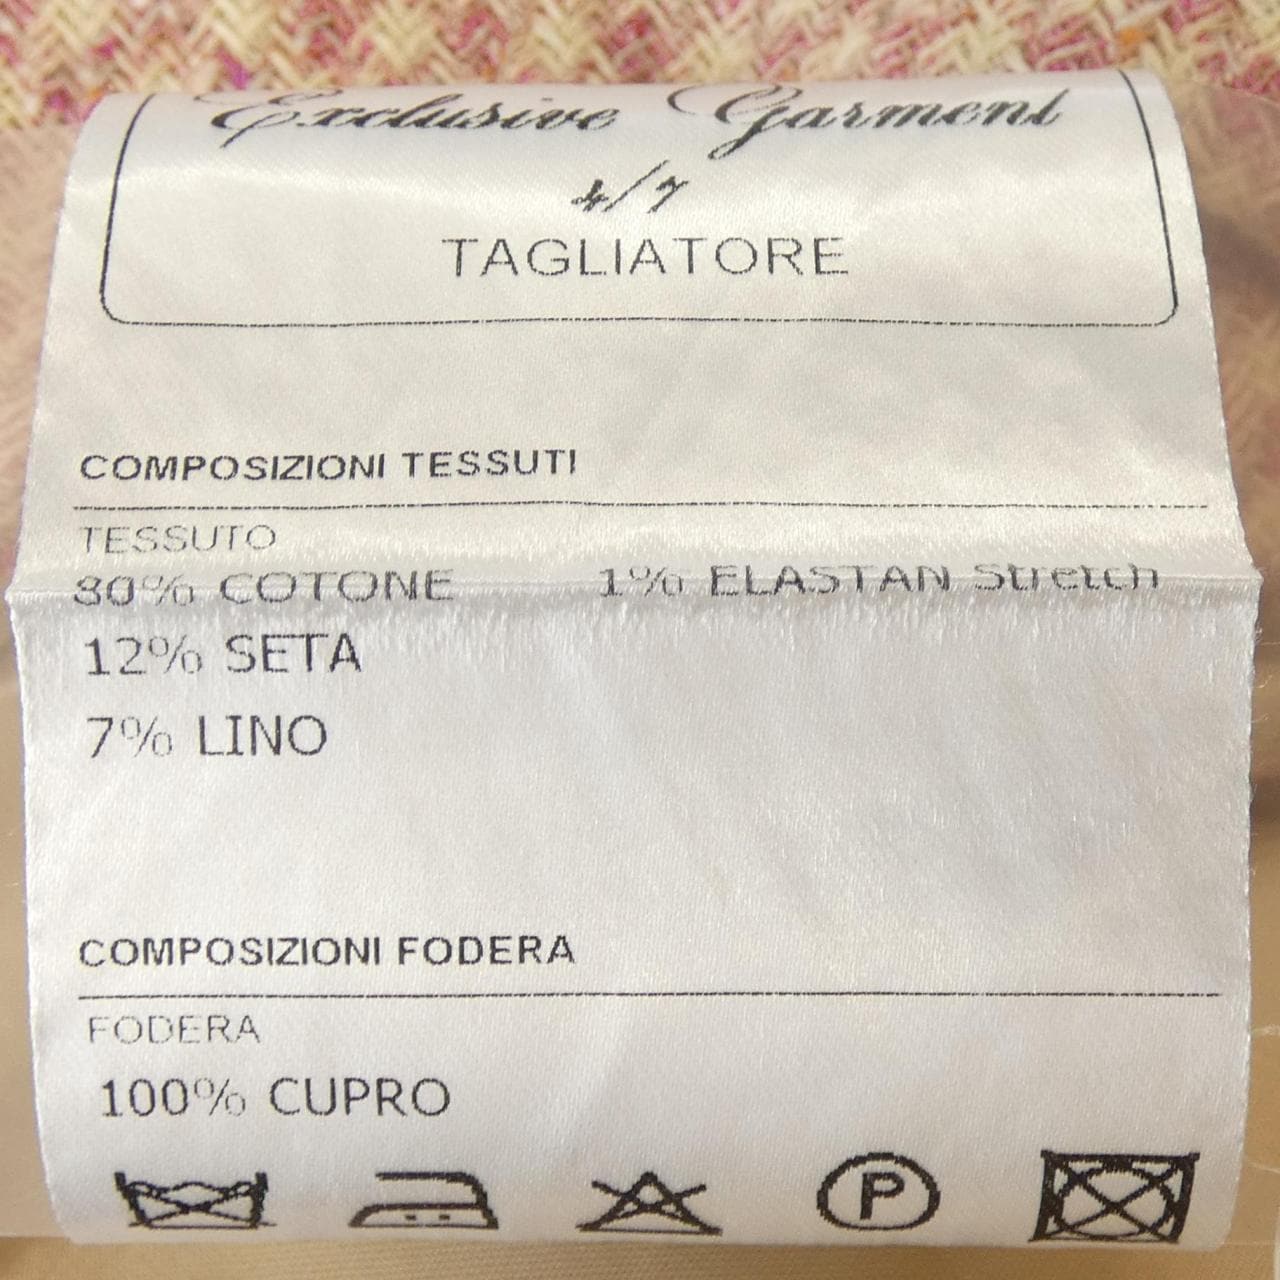 Exclusive Garment
4/7
TAGLIATORE
COMPOSIZIONI TESSUTI
TESSUTO
80% COTONE 1% ELASTAN Stretch
12% SETA
7% LINO
COMPOSIZIONI FODERA
FODERA
100% CUPRO
P